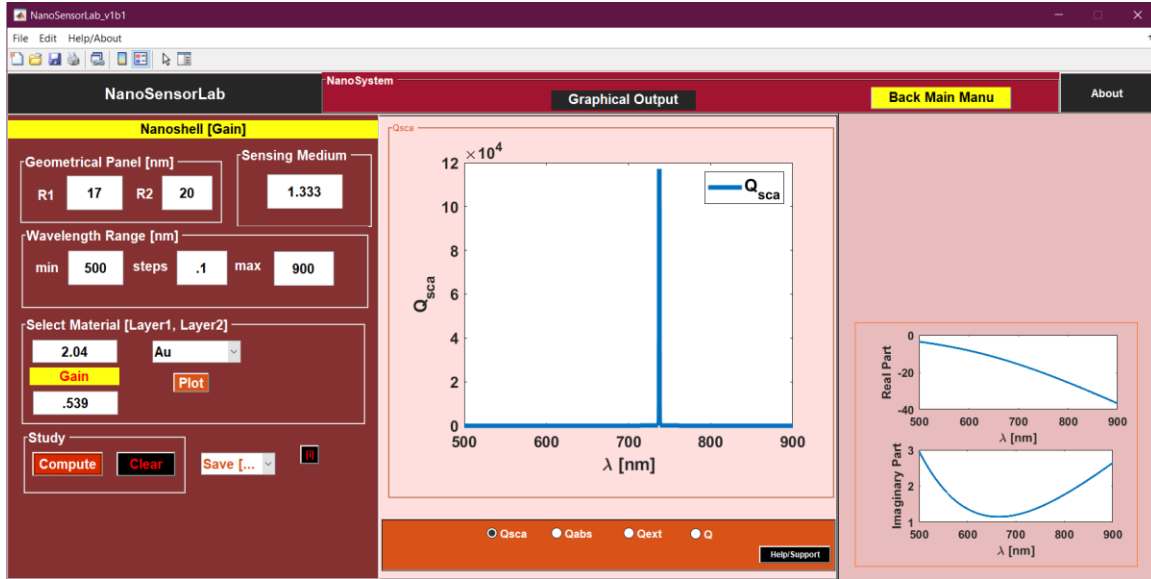 NanoSensorLab_v1b1
File Edit Help/About
NanoSensorLab
NanoSystem
Graphical Output
Back Main Manu
About
Nanoshell [Gain]
Geometrical Panel [nm]
R1 17 R2 20
Sensing Medium
1.333
Wavelength Range [nm]
min 500 steps .1 max 900
Select Material [Layer1, Layer2]
2.04 Au
Gain
Plot
.539
Study
Compute Clear Save [...
Qsca
×10⁴
12
10
8
6
4
2
0
Q_sca
Q_sca
500 600 700 800 900
λ [nm]
Qsca Qabs Qext Q
Help/Support
Real Part
0
-20
-40
500 600 700 800 900
λ [nm]
Imaginary Part
3
2
1
500 600 700 800 900
λ [nm]